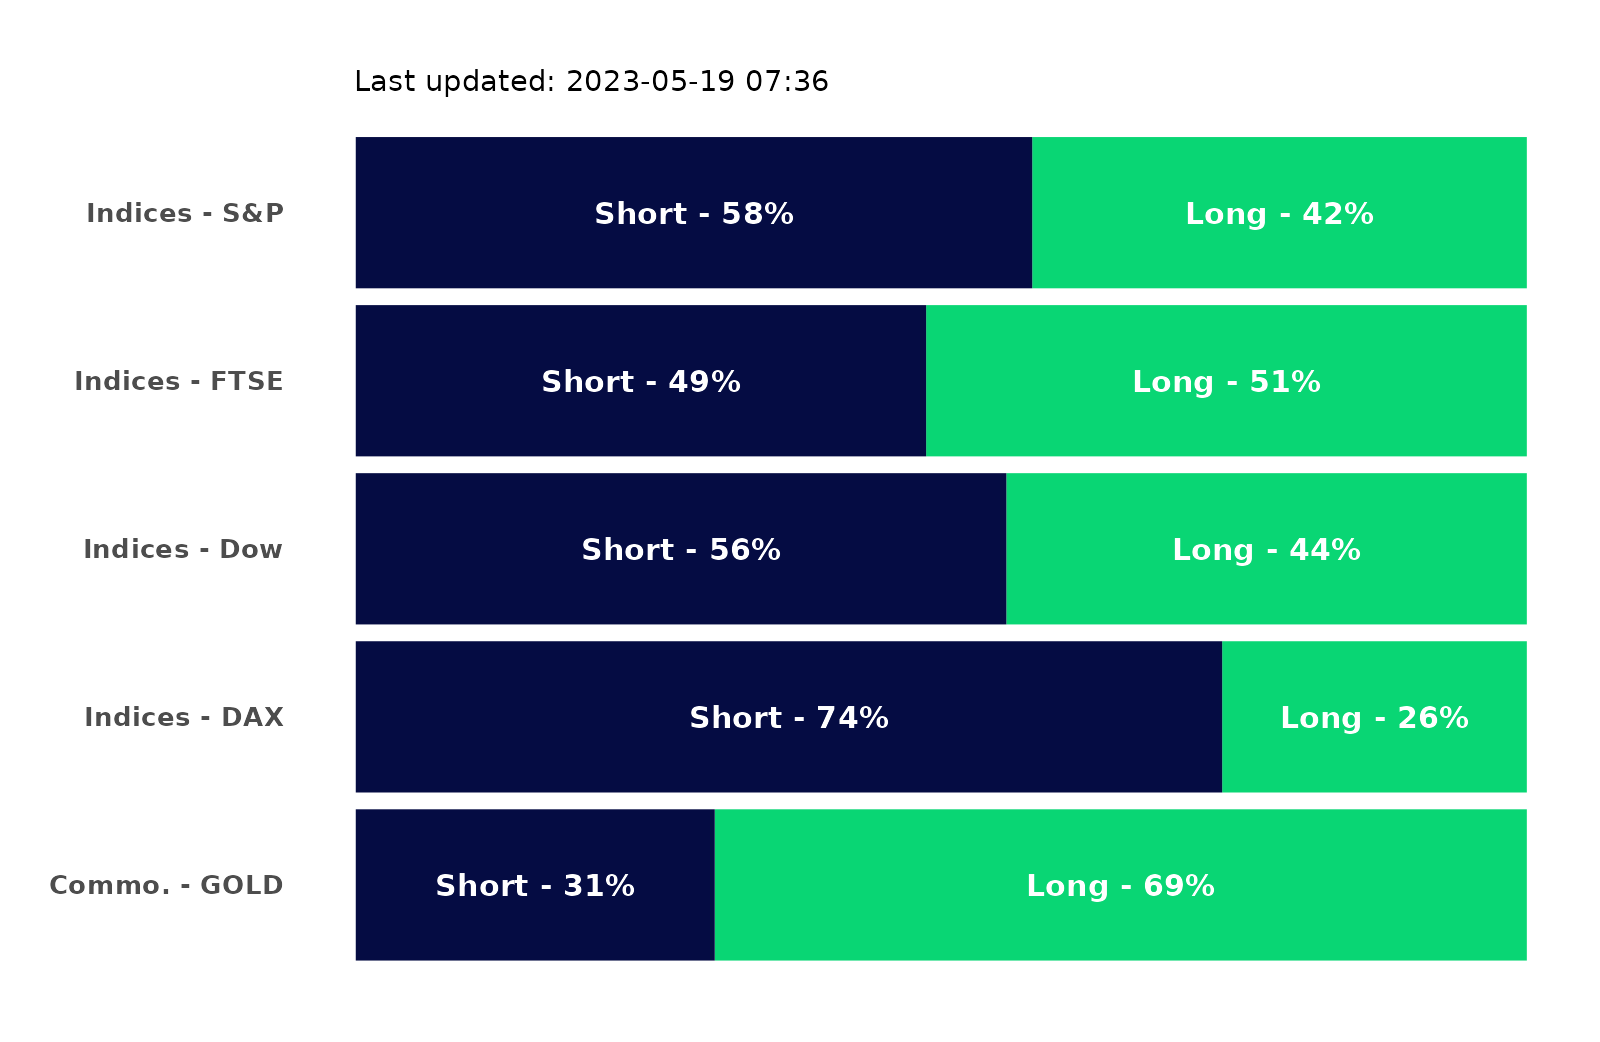 Last updated: 2023-05-19 07:36
Indices - S&P Short - 58% Long - 42%
Indices - FTSE Short - 49% Long - 51%
Indices - Dow Short - 56% Long - 44%
Indices - DAX Short - 74% Long - 26%
Commo. - GOLD Short - 31% Long - 69%